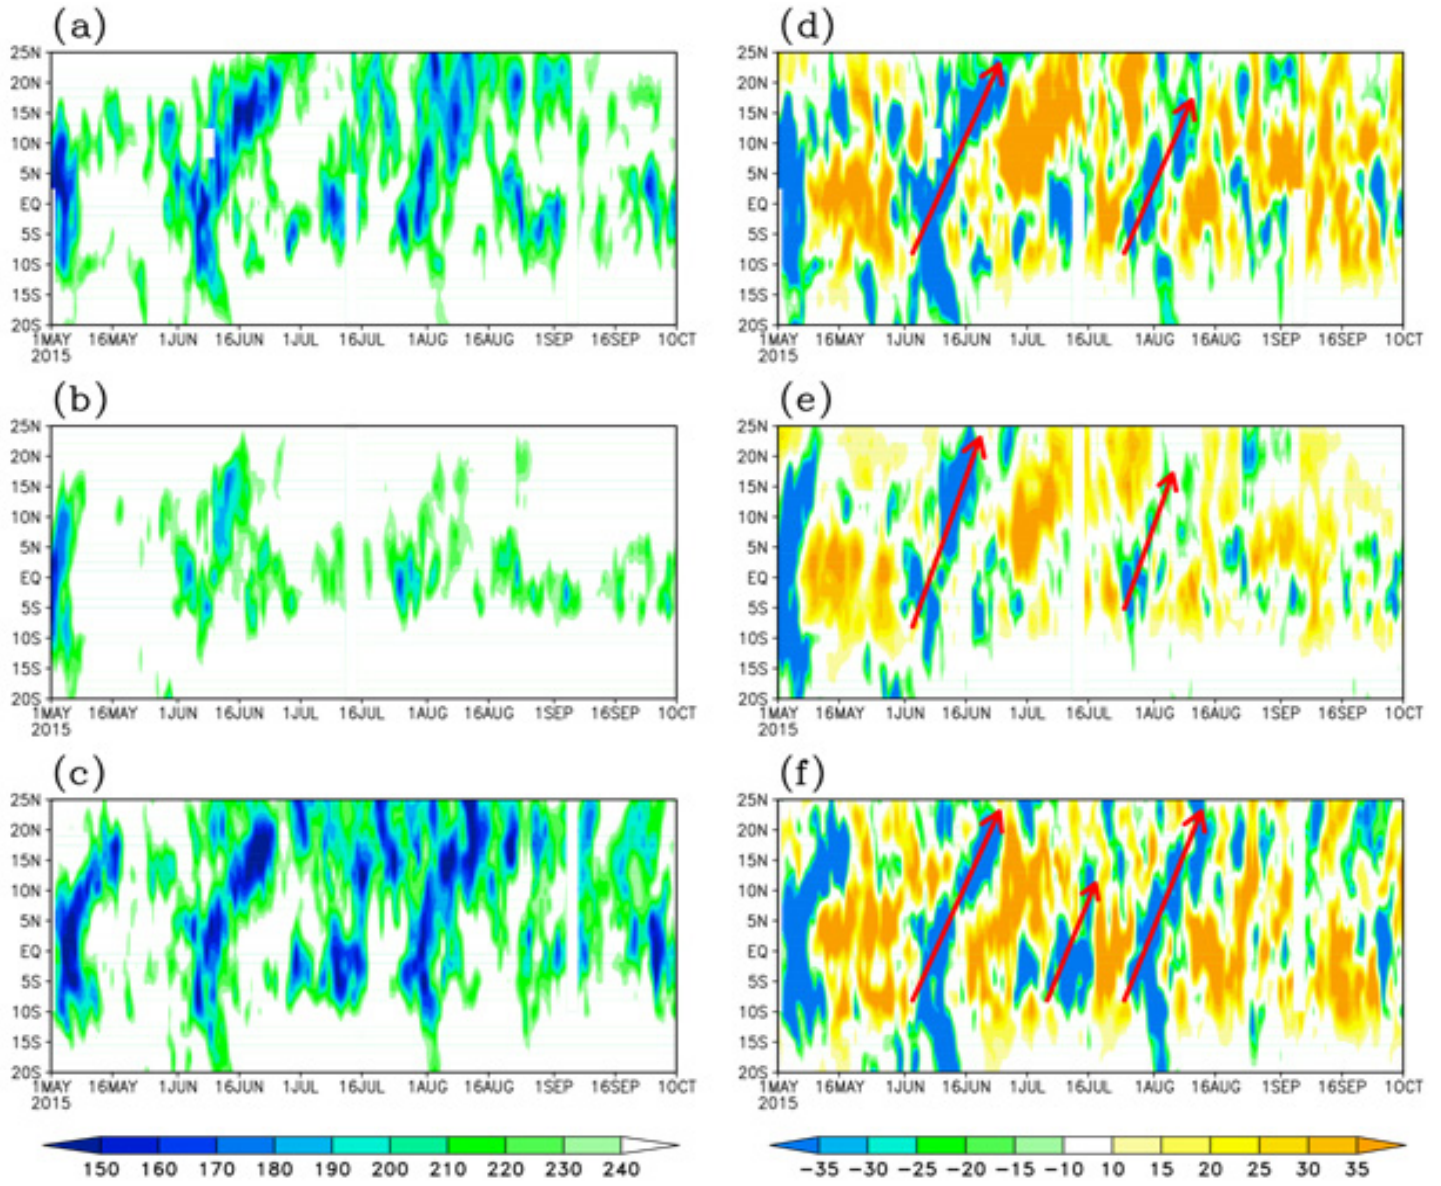 (a) (d)
25N 25N
20N 20N
15N 15N
10N 10N
5N 5N
EQ EQ
5S 5S
10S 10S
15S 15S
20S 20S
1MAY 16MAY 1JUN 16JUN 1JUL 16JUL 1AUG 16AUG 1SEP 16SEP 1OCT 1MAY 16MAY 1JUN 16JUN 1JUL 16JUL 1AUG 16AUG 1SEP 16SEP 1OCT
2015 2015
(b) (e)
25N 25N
20N 20N
15N 15N
10N 10N
5N 5N
EQ EQ
5S 5S
10S 10S
15S 15S
20S 20S
1MAY 16MAY 1JUN 16JUN 1JUL 16JUL 1AUG 16AUG 1SEP 16SEP 1OCT 1MAY 16MAY 1JUN 16JUN 1JUL 16JUL 1AUG 16AUG 1SEP 16SEP 1OCT
2015 2015
(c) (f)
25N 25N
20N 20N
15N 15N
10N 10N
5N 5N
EQ EQ
5S 5S
10S 10S
15S 15S
20S 20S
1MAY 16MAY 1JUN 16JUN 1JUL 16JUL 1AUG 16AUG 1SEP 16SEP 1OCT 1MAY 16MAY 1JUN 16JUN 1JUL 16JUL 1AUG 16AUG 1SEP 16SEP 1OCT
2015 2015
150 160 170 180 190 200 210 220 230 240 -35 -30 -25 -20 -15 -10 10 15 20 25 30 35